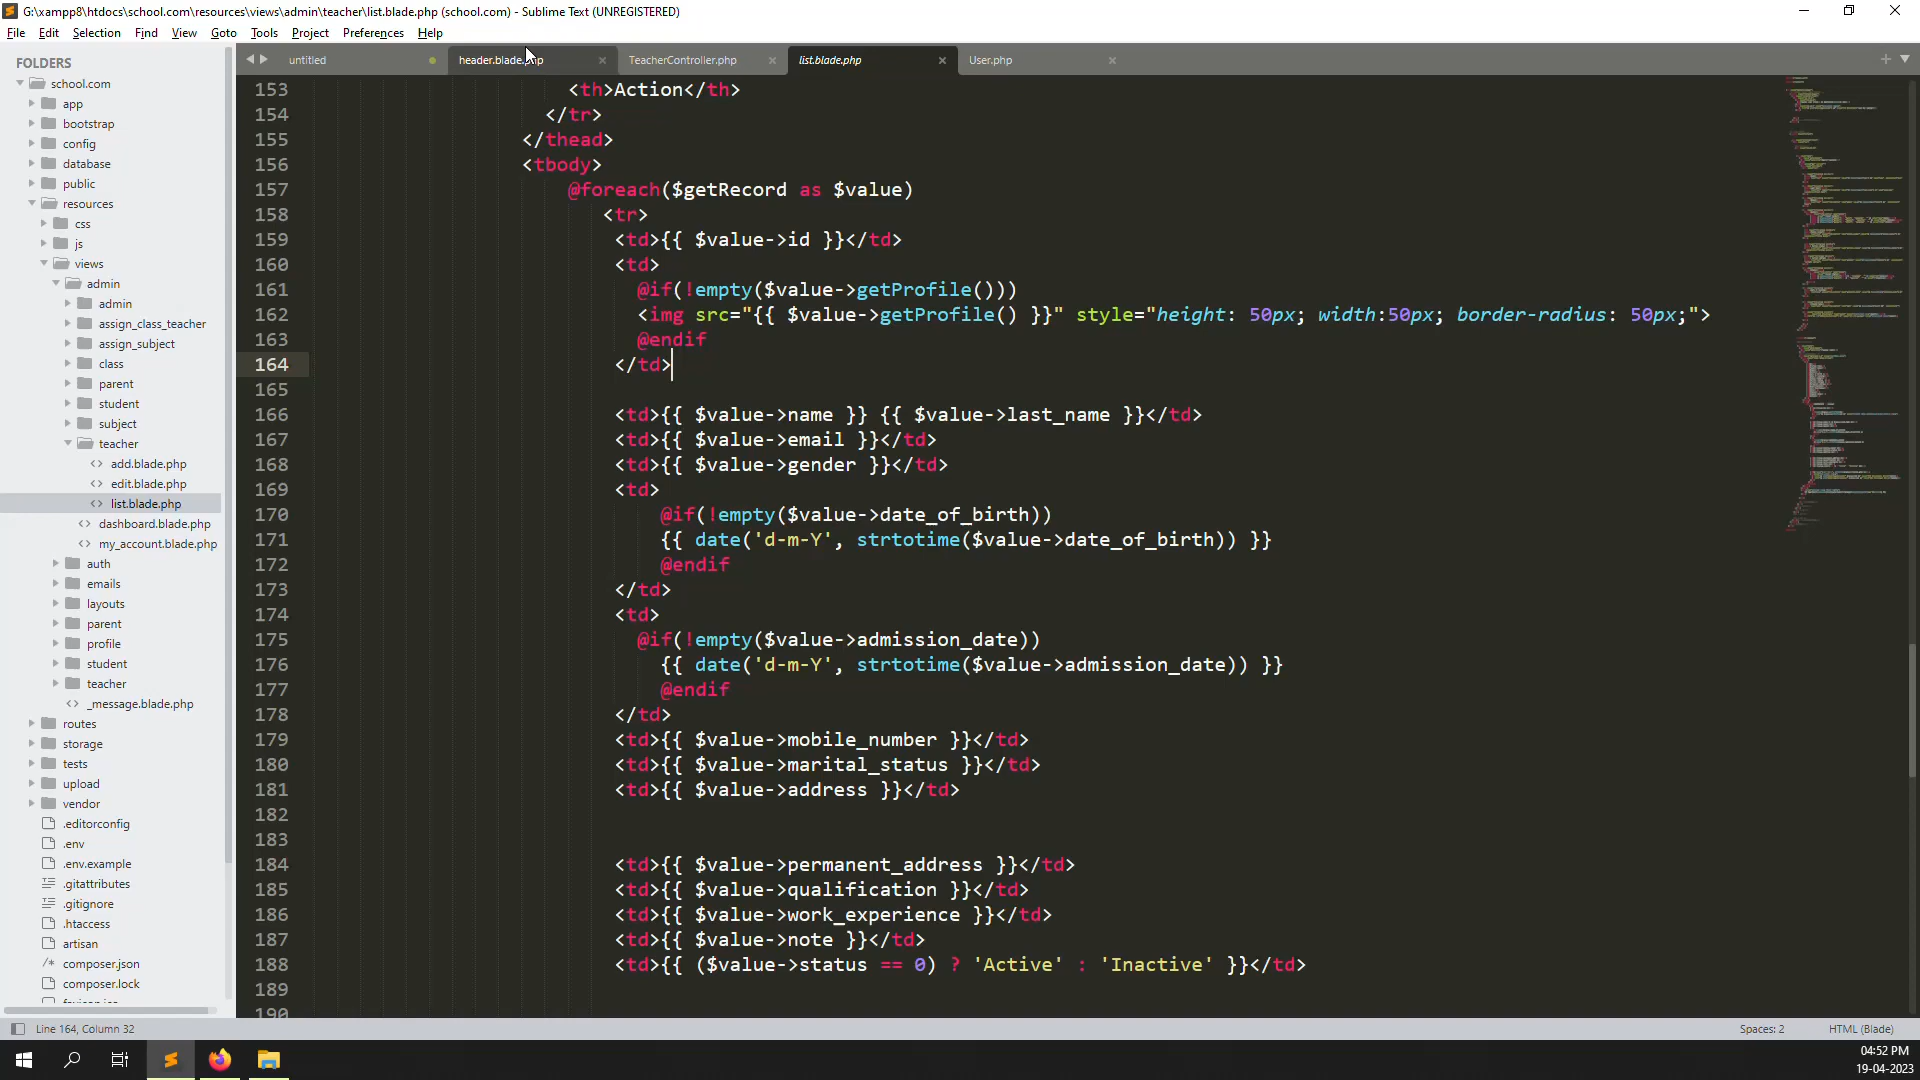 G:\xampp8\htdocs\school.com\resources\views\admin\teacher\list.blade.php (school.com) - Sublime Text (UNREGISTERED)
File Edit Selection Find View Goto Tools Project Preferences Help
FOLDERS
school.com
app
bootstrap
config
database
public
resources
css
js
views
admin
admin
assign_class_teacher
assign_subject
class
parent
student
subject
teacher
add.blade.php
edit.blade.php
list.blade.php
dashboard.blade.php
my_account.blade.php
auth
emails
layouts
parent
profile
student
teacher
_message.blade.php
routes
storage
tests
upload
vendor
.editorconfig
.env
.env.example
.gitattributes
.gitignore
.htaccess
artisan
composer.json
composer.lock
untitled header.blade.php TeacherController.php list.blade.php User.php
153 <th>Action</th>
154 </tr>
155 </thead>
156 <tbody>
157 @foreach($getRecord as $value)
158 <tr>
159 <td>{{ $value->id }}</td>
160 <td>
161 @if(!empty($value->getProfile()))
162 <img src="{{ $value->getProfile() }}" style="height: 50px; width:50px; border-radius: 50px;">
163 @endif
164 </td>
165
166 <td>{{ $value->name }} {{ $value->last_name }}</td>
167 <td>{{ $value->email }}</td>
168 <td>{{ $value->gender }}</td>
169 <td>
170 @if(!empty($value->date_of_birth))
171 {{ date('d-m-Y', strtotime($value->date_of_birth)) }}
172 @endif
173 </td>
174 <td>
175 @if(!empty($value->admission_date))
176 {{ date('d-m-Y', strtotime($value->admission_date)) }}
177 @endif
178 </td>
179 <td>{{ $value->mobile_number }}</td>
180 <td>{{ $value->marital_status }}</td>
181 <td>{{ $value->address }}</td>
182
183
184 <td>{{ $value->permanent_address }}</td>
185 <td>{{ $value->qualification }}</td>
186 <td>{{ $value->work_experience }}</td>
187 <td>{{ $value->note }}</td>
188 <td>{{ ($value->status == 0) ? 'Active' : 'Inactive' }}</td>
189
190
Line 164, Column 32
Spaces: 2 HTML (Blade)
04:52 PM
19-04-2023